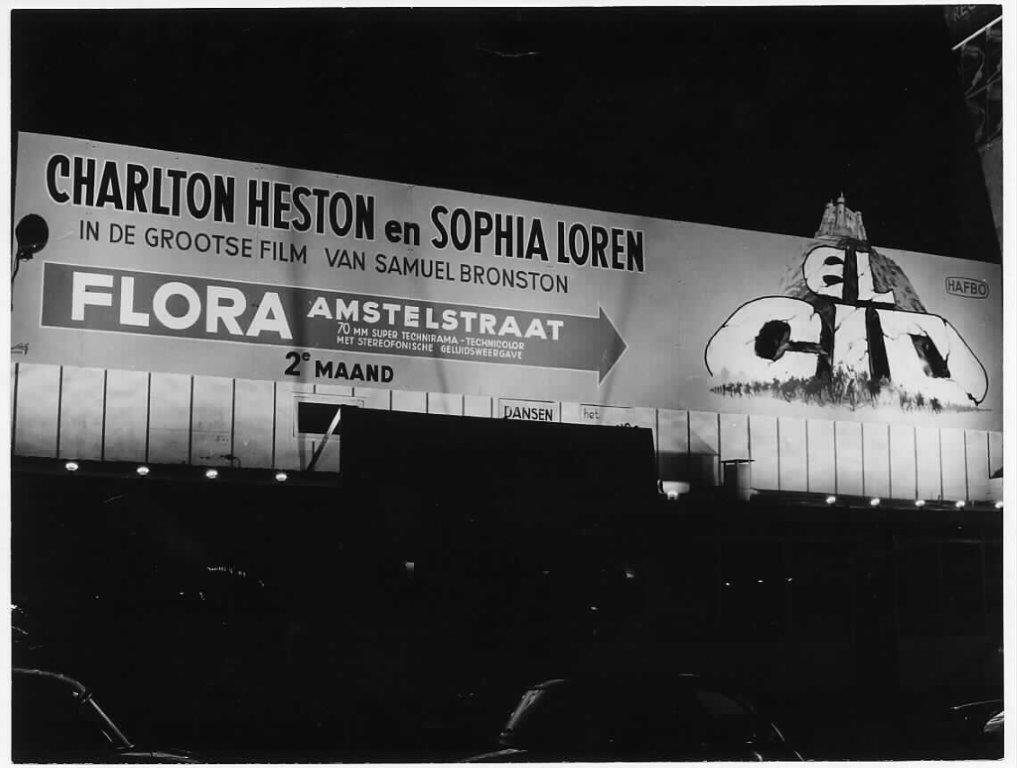 CHARLTON HESTON en SOPHIA LOREN
IN DE GROOTSE FILM VAN SAMUEL BRONSTON
FLORA AMSTELSTRAAT
70 MM SUPER TECHNIRAMA - TECHNICOLOR
MET STEREOFONISCHE GELUIDSWEERGAVE
2e MAAND
EL
CID
HAFBO
DANSEN
het